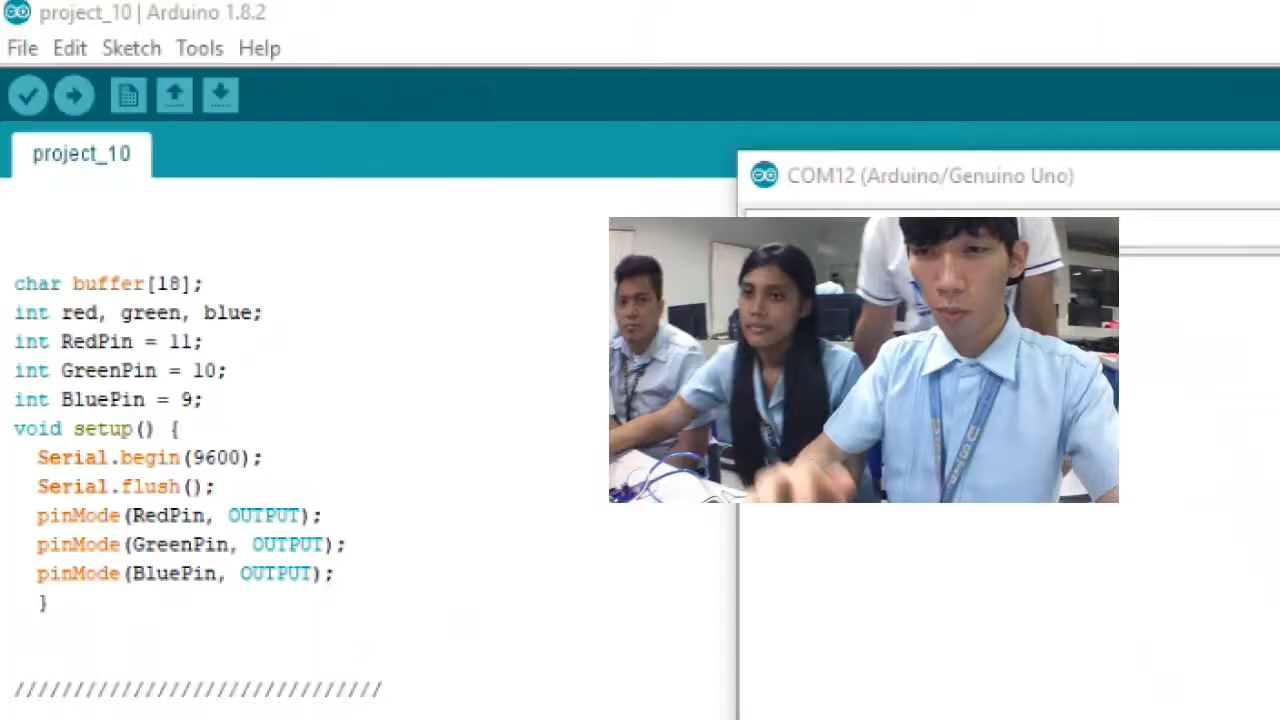 project_10 | Arduino 1.8.2
File Edit Sketch Tools Help
project_10
COM12 (Arduino/Genuino Uno)
char buffer[18];
int red, green, blue;
int RedPin = 11;
int GreenPin = 10;
int BluePin = 9;
void setup() {
Serial.begin(9600);
Serial.flush();
pinMode(RedPin, OUTPUT);
pinMode(GreenPin, OUTPUT);
pinMode(BluePin, OUTPUT);
}
///////////////////////////////